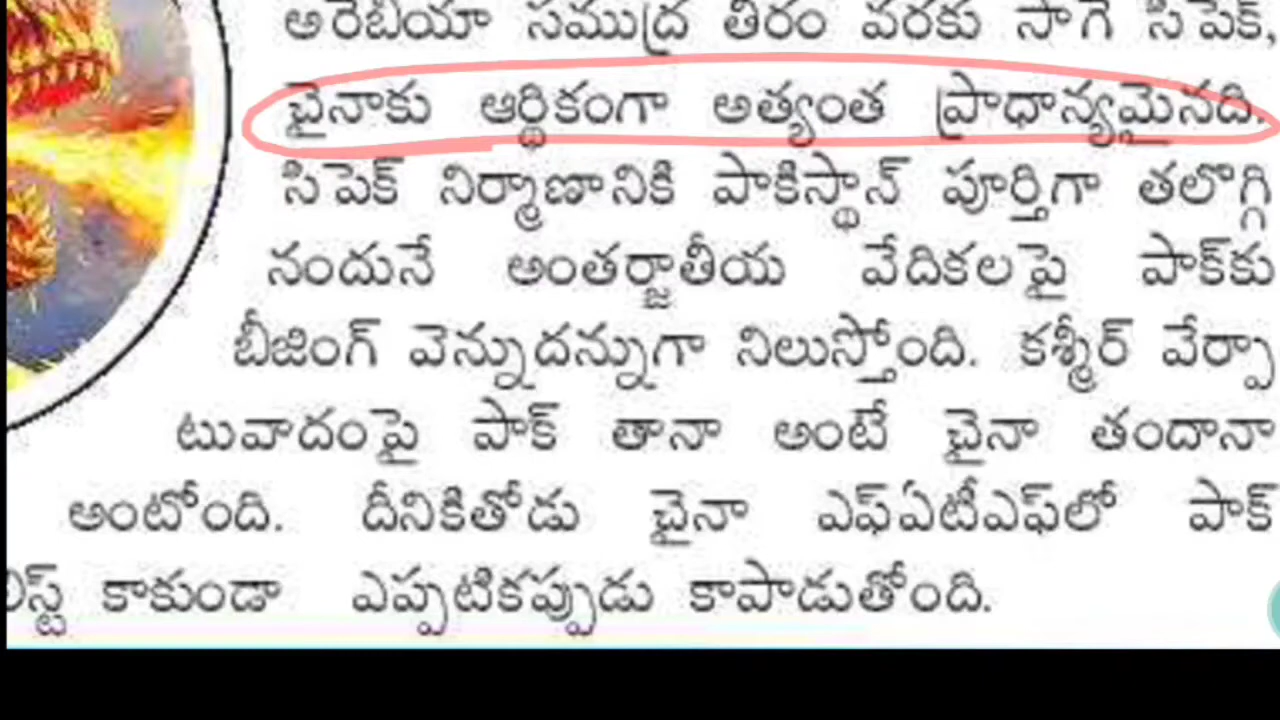 అరేబియా సముద్ర తీరం వరకు సాగే సీపెక్,
చైనాకు ఆర్థికంగా అత్యంత ప్రాధాన్యమైనది.
సీపెక్ నిర్మాణానికి పాకిస్థాన్ పూర్తిగా తలొగ్గి
నందునే అంతర్జాతీయ వేదికలపై పాక్‌కు
బీజింగ్ వెన్నుదన్నుగా నిలుస్తోంది. కశ్మీర్ వేర్పా
టువాదంపై పాక్ తానా అంటే చైనా తందానా
అంటోంది. దీనికితోడు చైనా ఎఫ్ఏటీఎఫ్‌లో పాక్
కాకుండా ఎప్పటికప్పుడు కాపాడుతోంది.